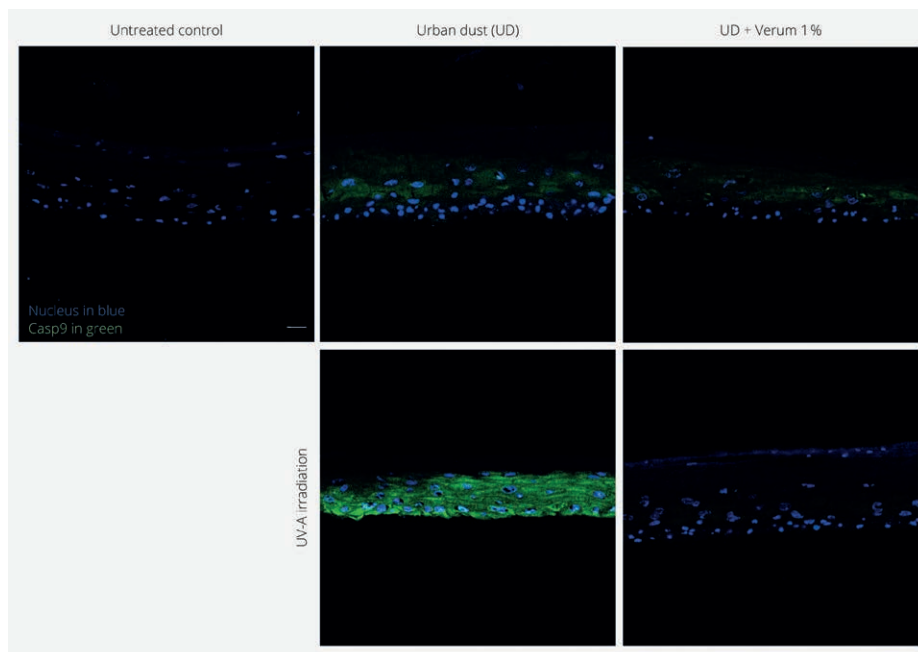 Untreated control
Urban dust (UD)
UD + Verum 1 %
Nucleus in blue
Casp9 in green
UV-A irradiation